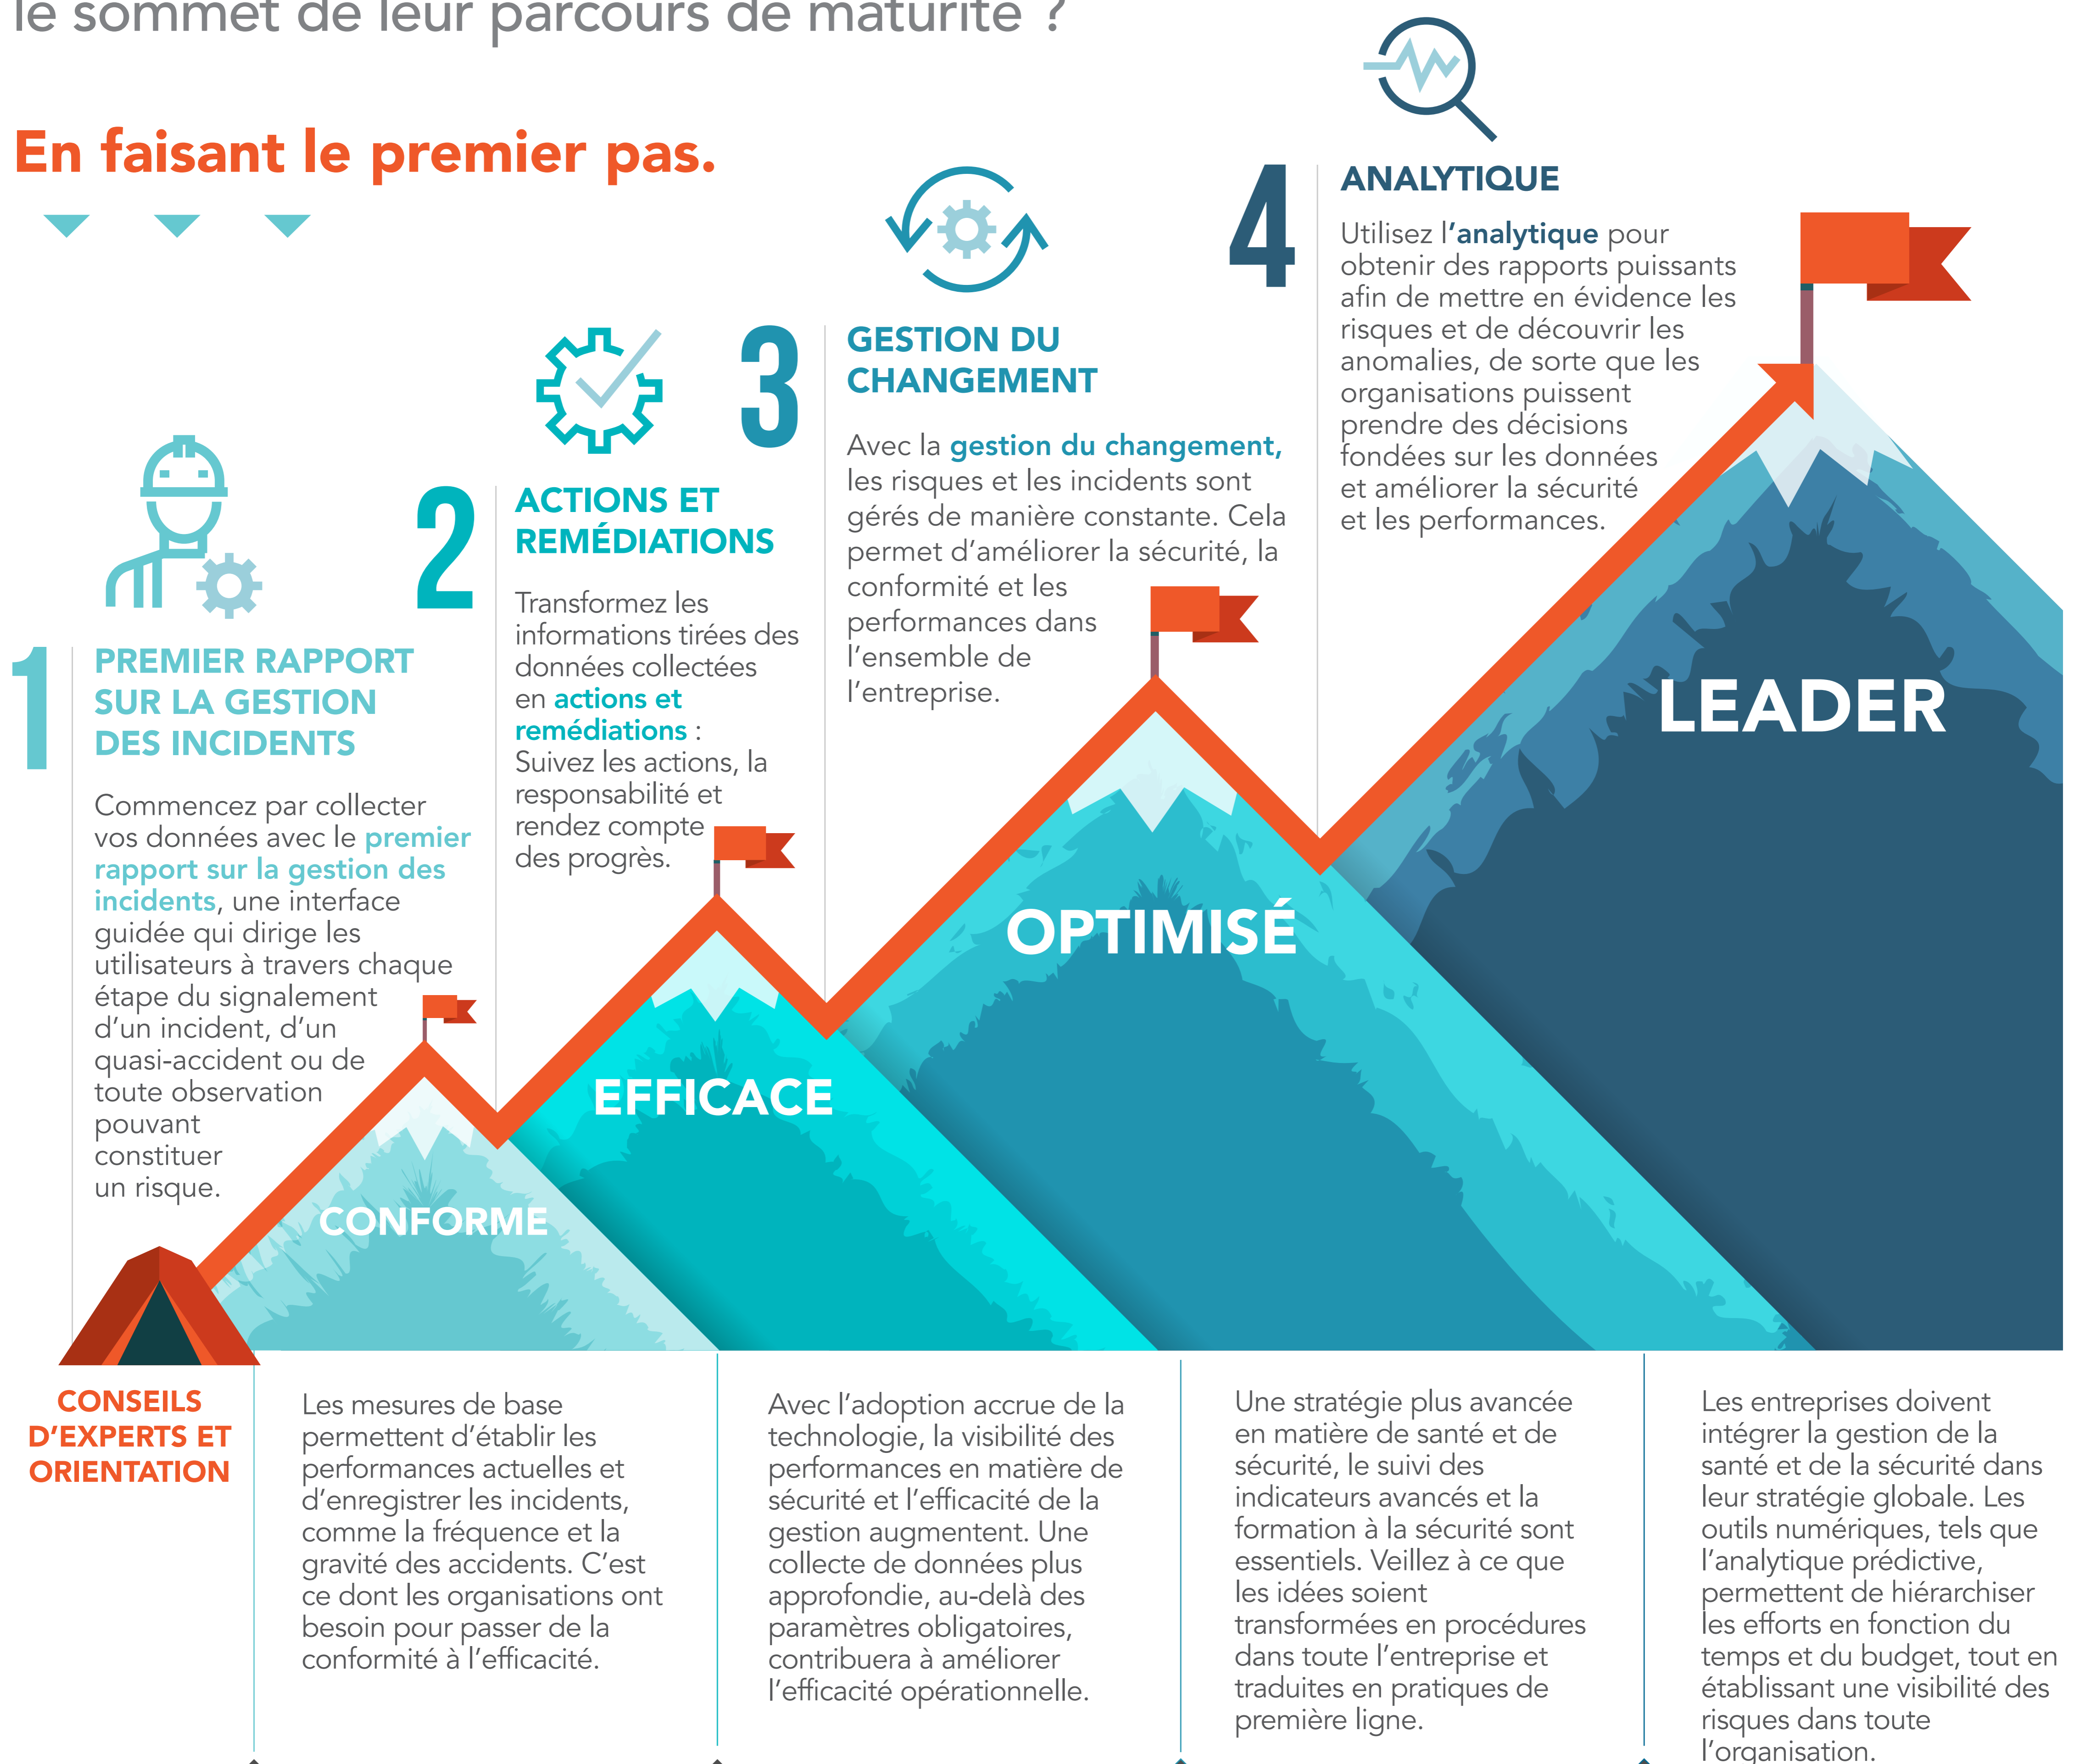 le sommet de leur parcours de maturité ?
En faisant le premier pas.
1
PREMIER RAPPORT
SUR LA GESTION
DES INCIDENTS
Commencez par collecter
vos données avec le premier
rapport sur la gestion des
incidents, une interface
guidée qui dirige les
utilisateurs à travers chaque
étape du signalement
d’un incident, d’un
quasi-accident ou de
toute observation
pouvant
constituer
un risque.
2
ACTIONS ET
REMÉDIATIONS
Transformez les
informations tirées des
données collectées
en actions et
remédiations :
Suivez les actions, la
responsabilité et
rendez compte
des progrès.
3
GESTION DU
CHANGEMENT
Avec la gestion du changement,
les risques et les incidents sont
gérés de manière constante. Cela
permet d’améliorer la sécurité, la
conformité et les
performances dans
l’ensemble de
l’entreprise.
4
ANALYTIQUE
Utilisez l’analytique pour
obtenir des rapports puissants
afin de mettre en évidence les
risques et de découvrir les
anomalies, de sorte que les
organisations puissent
prendre des décisions
fondées sur les données
et améliorer la sécurité
et les performances.
CONFORME
EFFICACE
OPTIMISÉ
LEADER
CONSEILS
D’EXPERTS ET
ORIENTATION
Les mesures de base
permettent d’établir les
performances actuelles et
d’enregistrer les incidents,
comme la fréquence et la
gravité des accidents. C’est
ce dont les organisations ont
besoin pour passer de la
conformité à l’efficacité.
Avec l’adoption accrue de la
technologie, la visibilité des
performances en matière de
sécurité et l’efficacité de la
gestion augmentent. Une
collecte de données plus
approfondie, au-delà des
paramètres obligatoires,
contribuera à améliorer
l’efficacité opérationnelle.
Une stratégie plus avancée
en matière de santé et de
sécurité, le suivi des
indicateurs avancés et la
formation à la sécurité sont
essentiels. Veillez à ce que
les idées soient
transformées en procédures
dans toute l’entreprise et
traduites en pratiques de
première ligne.
Les entreprises doivent
intégrer la gestion de la
santé et de la sécurité dans
leur stratégie globale. Les
outils numériques, tels que
l’analytique prédictive,
permettent de hiérarchiser
les efforts en fonction du
temps et du budget, tout en
établissant une visibilité des
risques dans toute
l’organisation.